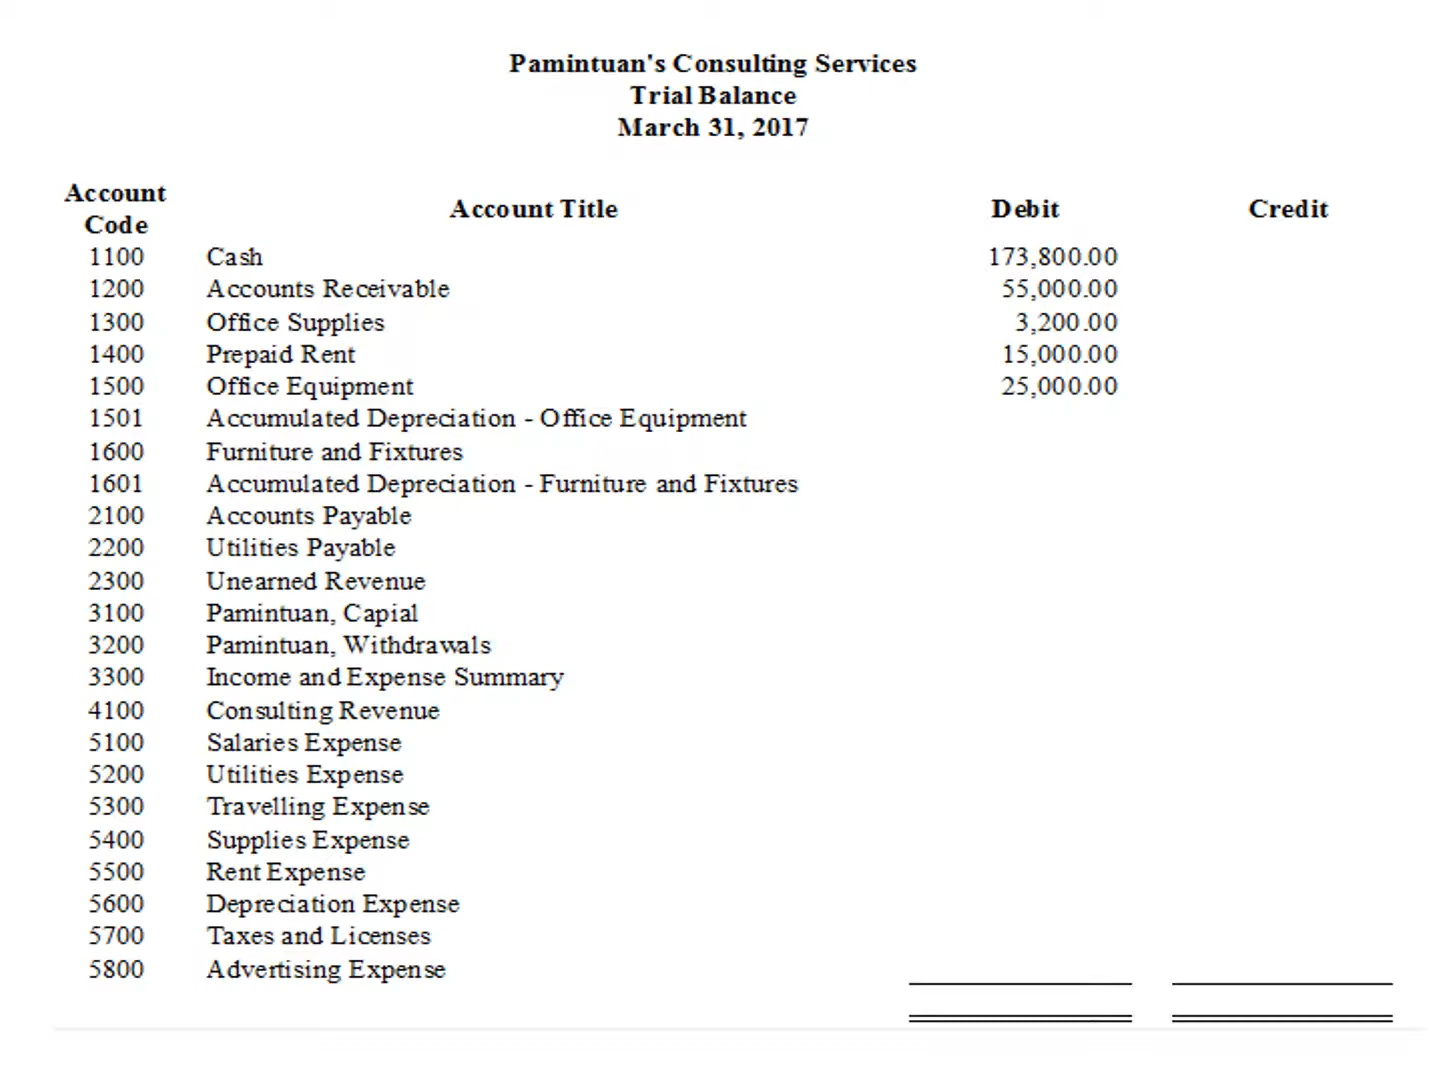 Pamintuan's Consulting Services
Trial Balance
March 31, 2017
Account Code Account Title Debit Credit
1100 Cash 173,800.00
1200 Accounts Receivable 55,000.00
1300 Office Supplies 3,200.00
1400 Prepaid Rent 15,000.00
1500 Office Equipment 25,000.00
1501 Accumulated Depreciation - Office Equipment
1600 Furniture and Fixtures
1601 Accumulated Depreciation - Furniture and Fixtures
2100 Accounts Payable
2200 Utilities Payable
2300 Unearned Revenue
3100 Pamintuan, Capial
3200 Pamintuan, Withdrawals
3300 Income and Expense Summary
4100 Consulting Revenue
5100 Salaries Expense
5200 Utilities Expense
5300 Travelling Expense
5400 Supplies Expense
5500 Rent Expense
5600 Depreciation Expense
5700 Taxes and Licenses
5800 Advertising Expense